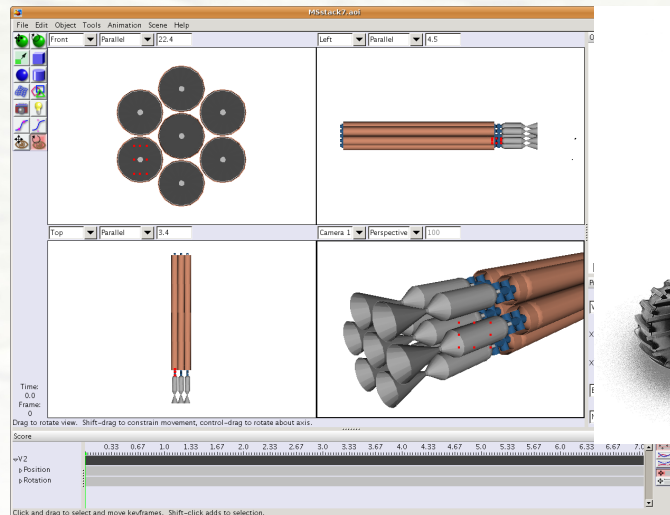 MSstack7.ani
File Edit Object Tools Animation Scene Help
Front Parallel 22.4
Left Parallel 4.5
Top Parallel 3.4
Camera 1 Perspective 100
Time:
0.0
Frame:
0
Drag to rotate view. Shift-drag to constrain movement, control-drag to rotate about axis.
Score
0.33 0.67 1.0 1.33 1.67 2.0 2.33 2.67 3.0 3.33 3.67 4.0 4.33 4.67 5.0 5.33 5.67 6.0 6.33 6.67 7.0
V2
Position
Rotation
Click and drag to select and move keyframes. Shift-click adds to selection.